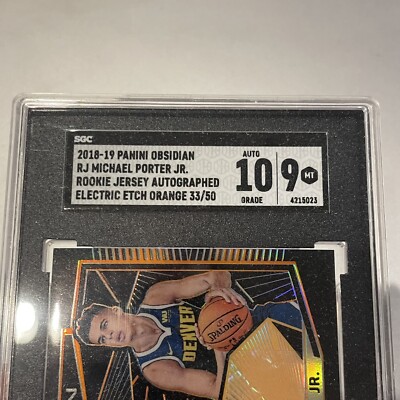 SGC
2018-19 PANINI OBSIDIAN
RJ MICHAEL PORTER JR.
ROOKIE JERSEY AUTOGRAPHED
ELECTRIC ETCH ORANGE 33/50
AUTO
10
GRADE
9 MT
4215023
DENVER
SPALDING
JR.